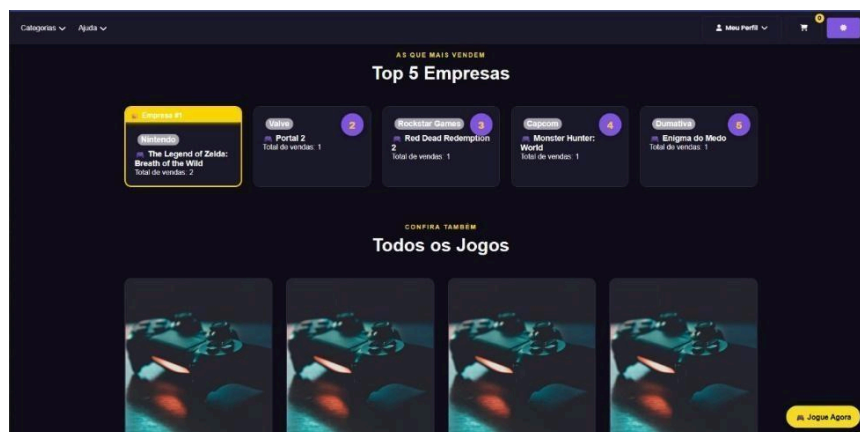 Categorias
Ajuda
Meu Perfil
0
AS QUE MAIS VENDEM
Top 5 Empresas
Empresa #1
Nintendo
The Legend of Zelda:
Breath of the Wild
Total de vendas: 2
Valve
2
Portal 2
Total de vendas: 1
Rockstar Games
3
Red Dead Redemption
2
Total de vendas: 1
Capcom
4
Monster Hunter:
World
Total de vendas: 1
Dumativa
5
Enigma do Medo
Total de vendas: 1
CONFIRA TAMBÉM
Todos os Jogos
Jogue Agora